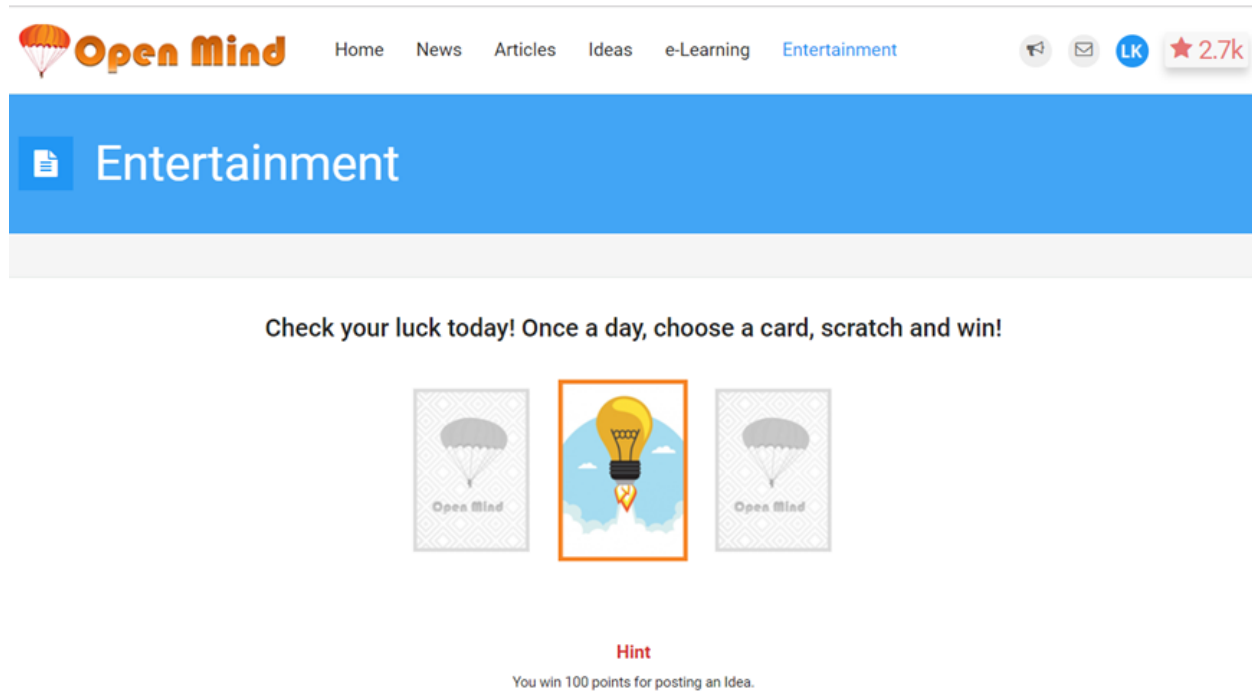 Open Mind
Home News Articles Ideas e-Learning Entertainment
LK 2.7k
Entertainment
Check your luck today! Once a day, choose a card, scratch and win!
Open Mind Open Mind
Hint
You win 100 points for posting an Idea.